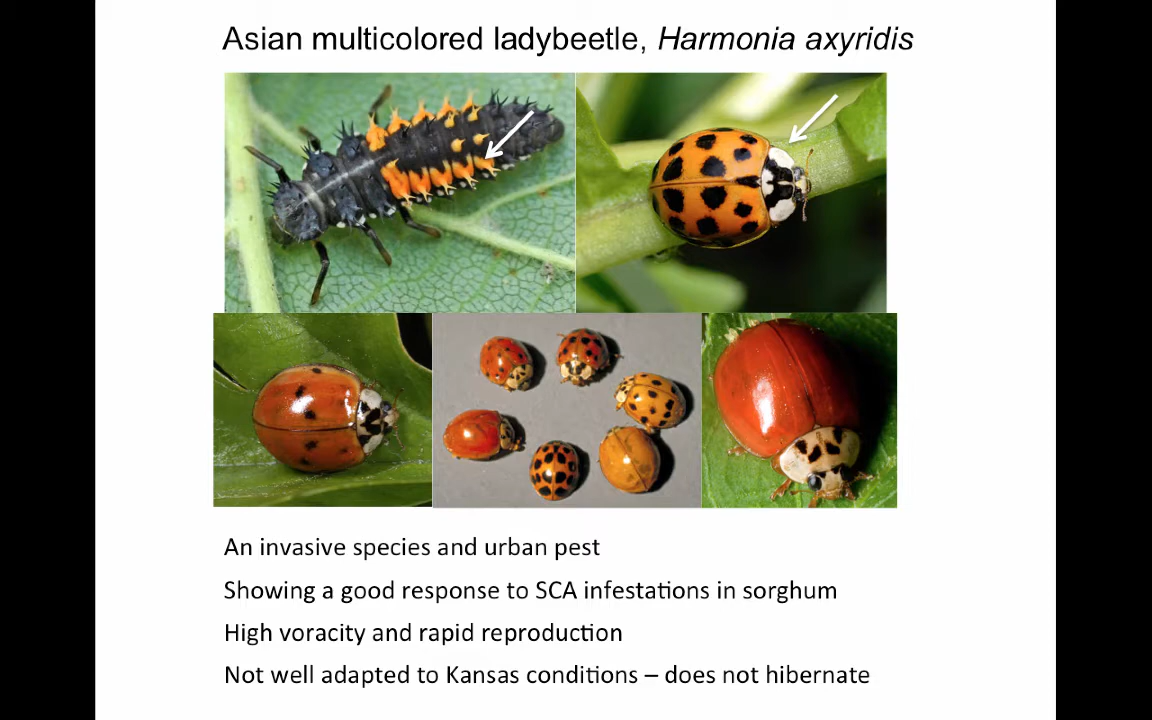 Asian multicolored ladybeetle, Harmonia axyridis
An invasive species and urban pest
Showing a good response to SCA infestations in sorghum
High voracity and rapid reproduction
Not well adapted to Kansas conditions – does not hibernate